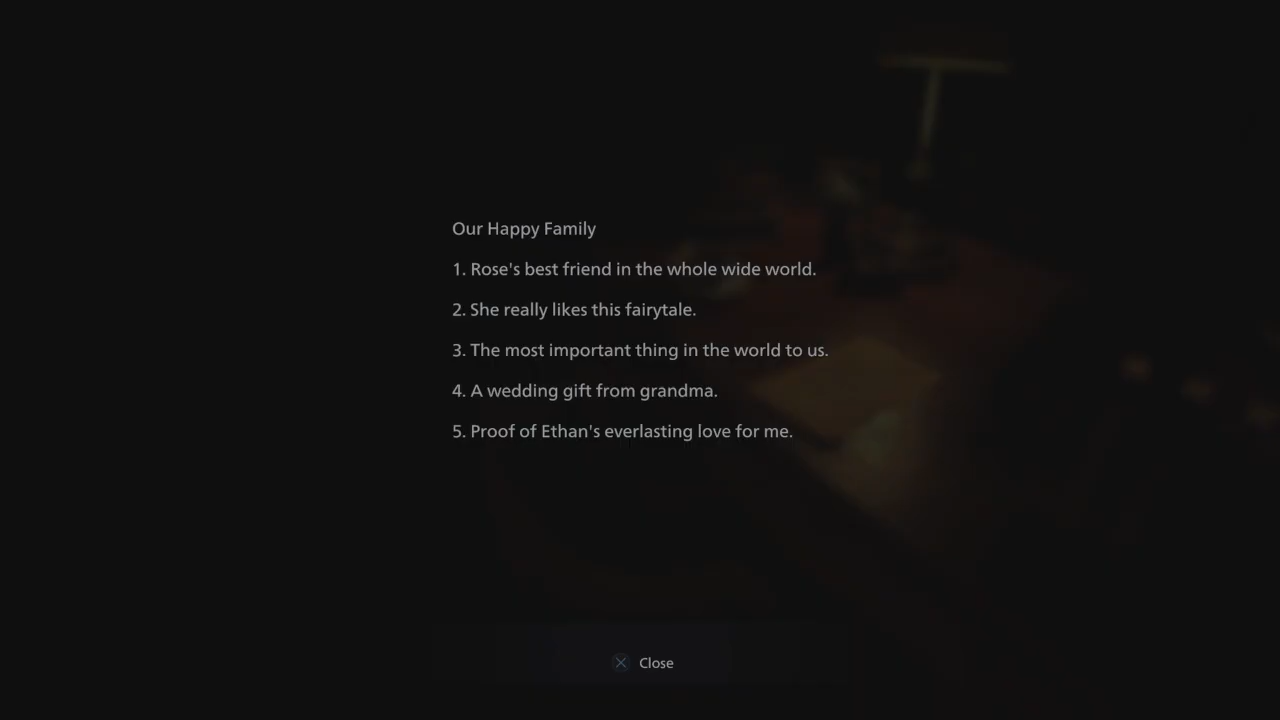 Our Happy Family
1. Rose's best friend in the whole wide world.
2. She really likes this fairytale.
3. The most important thing in the world to us.
4. A wedding gift from grandma.
5. Proof of Ethan's everlasting love for me.
Close